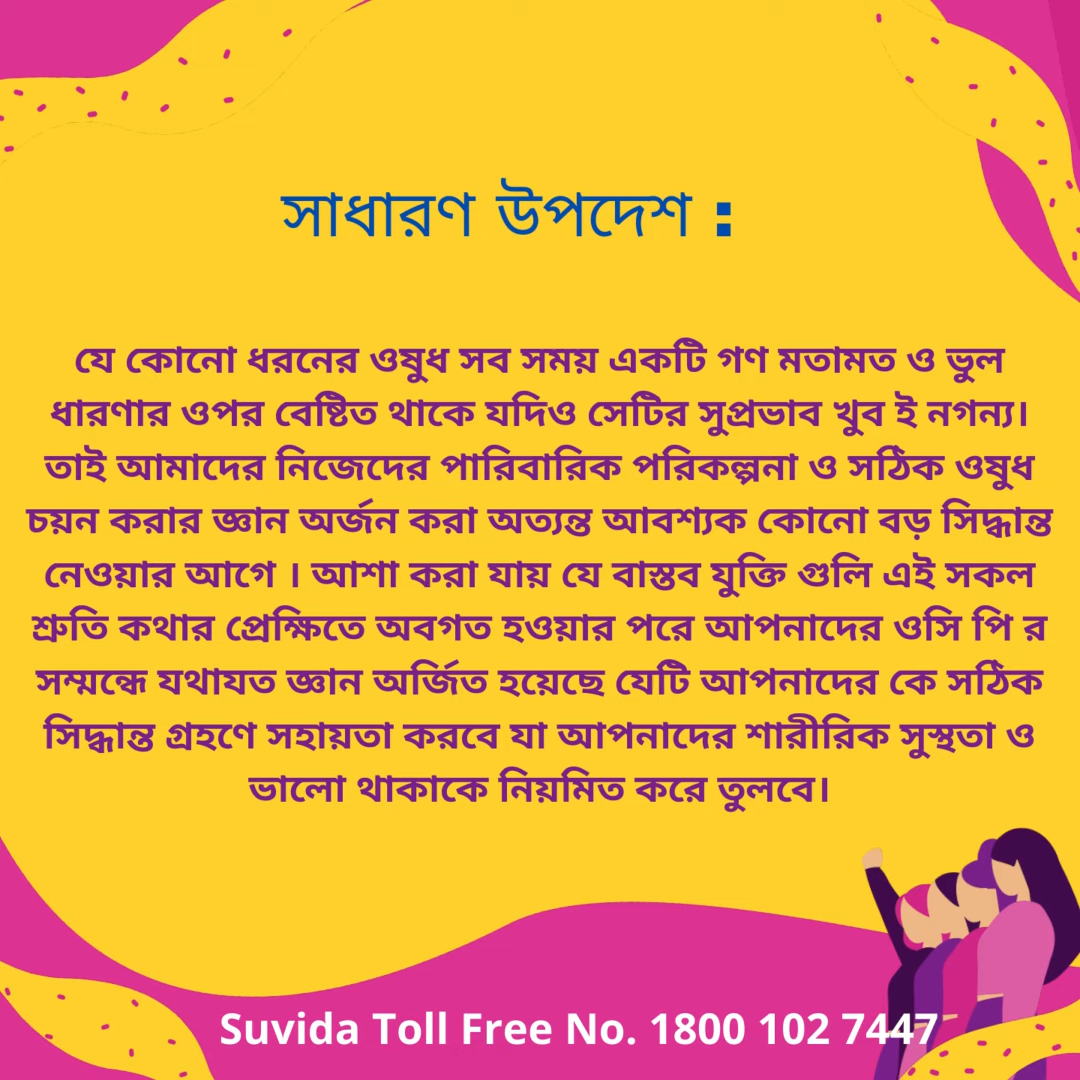 সাধারণ উপদেশ :
যে কোনো ধরনের ওষুধ সব সময় একটি গণ মতামত ও ভুল
ধারণার ওপর বেষ্টিত থাকে যদিও সেটির সুপ্রভাব খুব ই নগন্য।
তাই আমাদের নিজেদের পারিবারিক পরিকল্পনা ও সঠিক ওষুধ
চয়ন করার জ্ঞান অর্জন করা অত্যন্ত আবশ্যক কোনো বড় সিদ্ধান্ত
নেওয়ার আগে । আশা করা যায় যে বাস্তব যুক্তি গুলি এই সকল
শ্রুতি কথার প্রেক্ষিতে অবগত হওয়ার পরে আপনাদের ওসি পি র
সম্মন্ধে যথাযত জ্ঞান অর্জিত হয়েছে যেটি আপনাদের কে সঠিক
সিদ্ধান্ত গ্রহণে সহায়তা করবে যা আপনাদের শারীরিক সুস্থতা ও
ভালো থাকাকে নিয়মিত করে তুলবে।
Suvida Toll Free No. 1800 102 7447